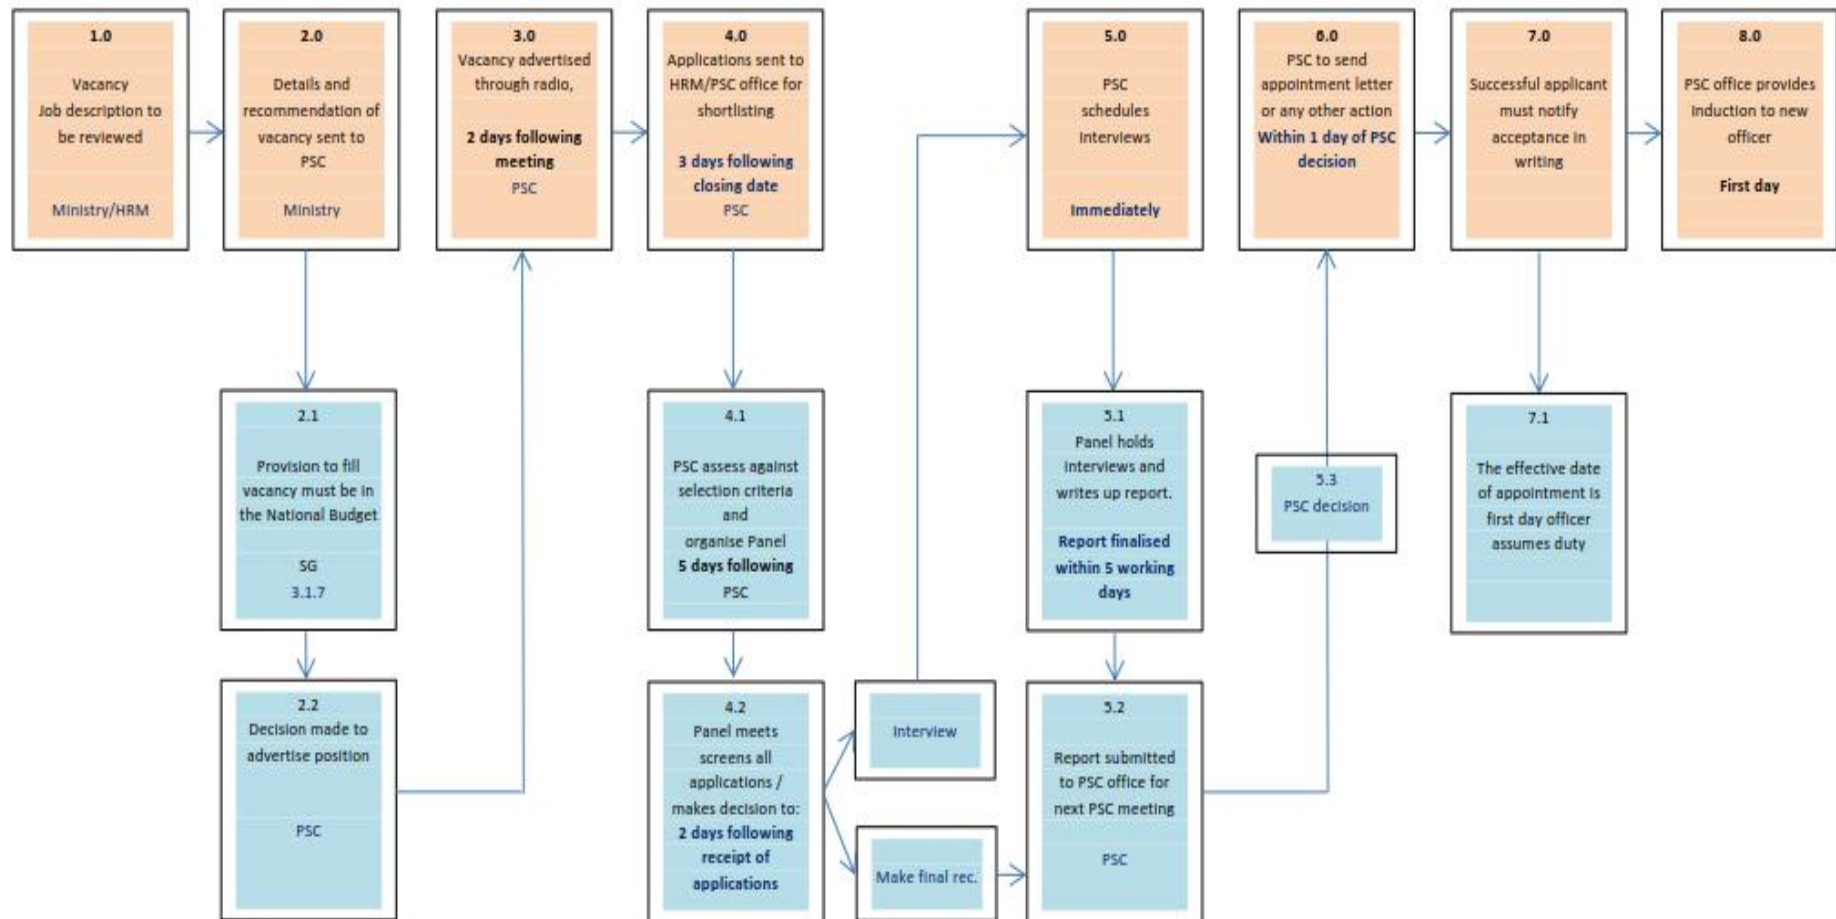 1.0
Vacancy
Job description to
be reviewed
Ministry/HRM
2.0
Details and
recommendation of
vacancy sent to
PSC
Ministry
3.0
Vacancy advertised
through radio,
2 days following
meeting
PSC
4.0
Applications sent to
HRM/PSC office for
shortlisting
3 days following
closing date
PSC
5.0
PSC
schedules
interviews
Immediately
6.0
PSC to send
appointment letter
or any other action
Within 1 day of PSC
decision
7.0
Successful applicant
must notify
acceptance in
writing
8.0
PSC office provides
induction to new
officer
First day
2.1
Provision to fill
vacancy must be in
the National Budget
SG
3.1.7
4.1
PSC assess against
selection criteria
and
organise Panel
5 days following
PSC
5.1
Panel holds
interviews and
writes up report.
Report finalised
within 5 working
days
5.3
PSC decision
7.1
The effective date
of appointment is
first day officer
assumes duty
2.2
Decision made to
advertise position
PSC
4.2
Panel meets
screens all
applications /
makes decision to:
2 days following
receipt of
applications
Interview
Make final rec.
5.2
Report submitted
to PSC office for
next PSC meeting
PSC